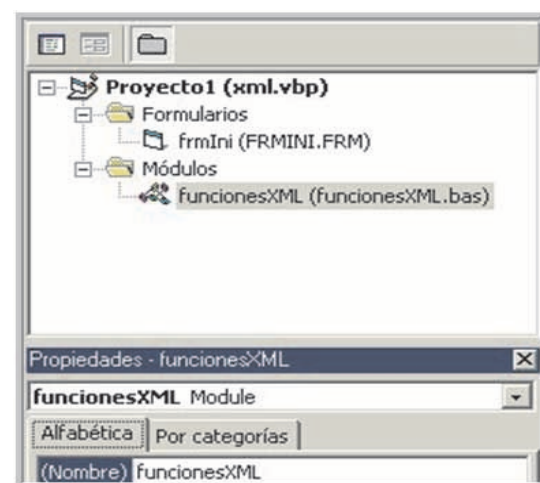 Proyecto1 (xml.vbp)
Formularios
frmIni (FRMINI.FRM)
Módulos
funcionesXML (funcionesXML.bas)
Propiedades - funcionesXML
funcionesXML Module
Alfabética Por categorías
(Nombre) funcionesXML